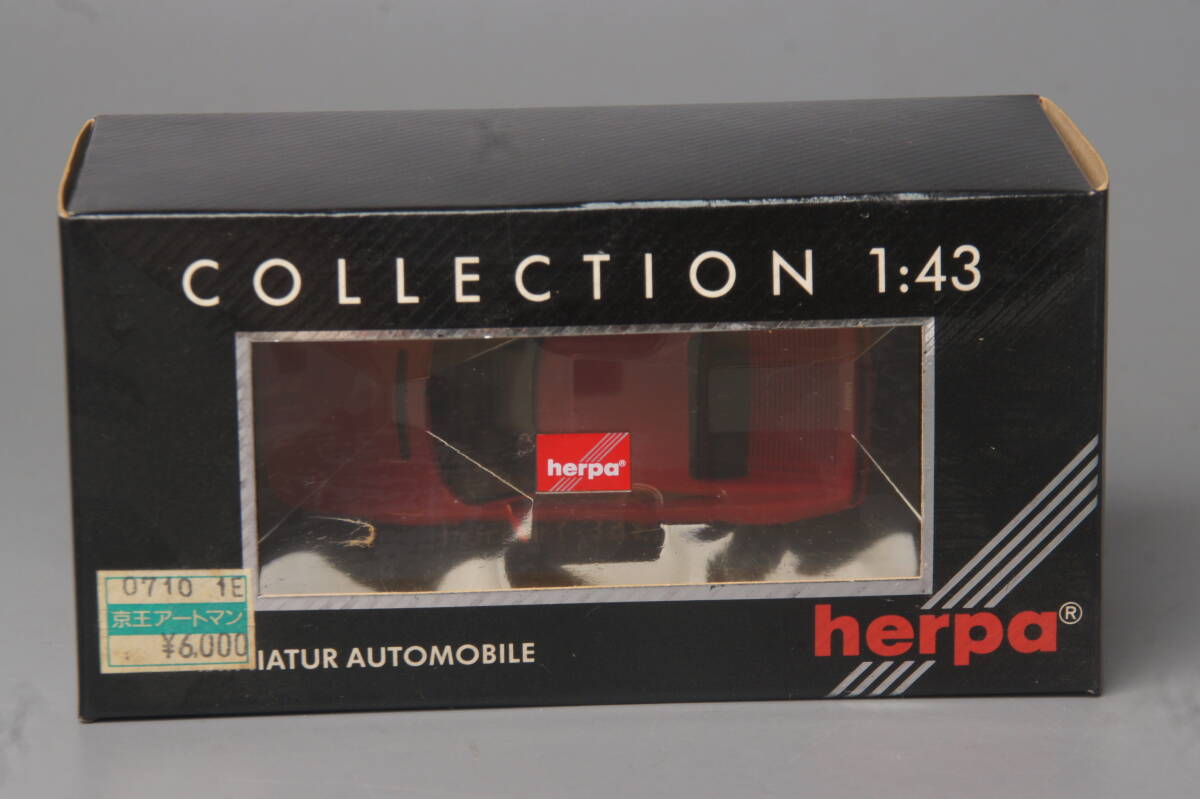 COLLECTION 1:43
herpa®
0710 1E
京王アートマン
¥6,000
IATUR AUTOMOBILE
herpa®